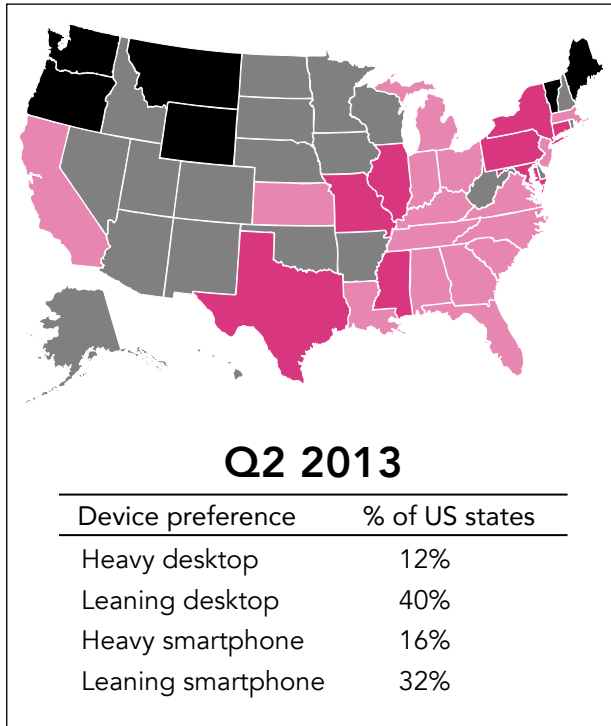 Q2 2013
Device preference % of US states
Heavy desktop 12%
Leaning desktop 40%
Heavy smartphone 16%
Leaning smartphone 32%